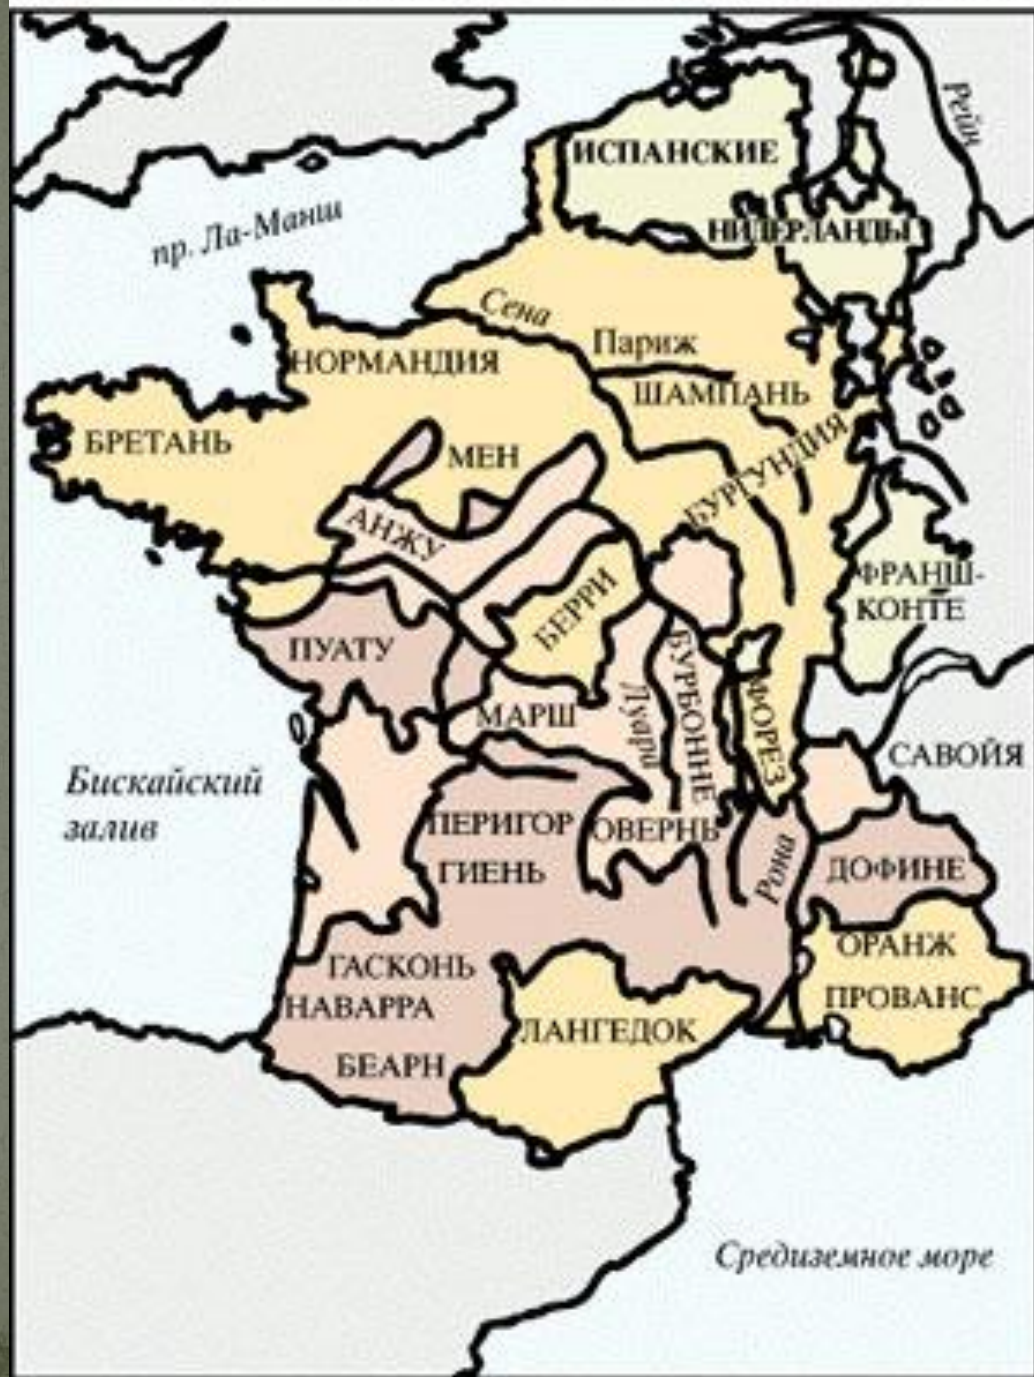 Рейн
ИСПАНСКИЕ
НИДЕРЛАНДЫ
пр. Ла-Манш
Сена
Париж
НОРМАНДИЯ
ШАМПАНЬ
БРЕТАНЬ
МЕН
БУРГУНДИЯ
АНЖУ
ФРАНШ-
КОНТЕ
БЕРРИ
ПУАТУ
МАРШ
Луара
БУРБОННЕ
ФОРЕЗ
САВОЙЯ
Бискайский
залив
ПЕРИГОР
ОВЕРНЬ
ГИЕНЬ
Рона
ДОФИНЕ
ОРАНЖ
ГАСКОНЬ
НАВАРРА
ПРОВАНС
ЛАНГЕДОК
БЕАРН
Средиземное море